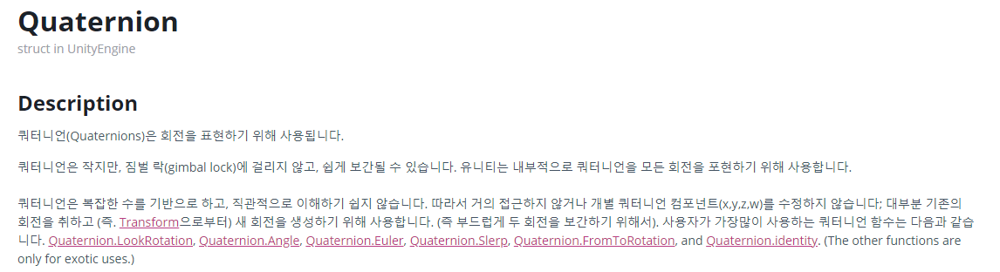 Quaternion
struct in UnityEngine
Description
쿼터니언(Quaternions)은 회전을 표현하기 위해 사용됩니다.
쿼터니언은 작지만, 짐벌 락(gimbal lock)에 걸리지 않고, 쉽게 보간될 수 있습니다. 유니티는 내부적으로 쿼터니언을 모든 회전을 포현하기 위해 사용합니다.
쿼터니언은 복잡한 수를 기반으로 하고, 직관적으로 이해하기 쉽지 않습니다. 따라서 거의 접근하지 않거나 개별 쿼터니언 컴포넌트(x,y,z,w)를 수정하지 않습니다; 대부분 기존의
회전을 취하고 (즉. Transform으로부터) 새 회전을 생성하기 위해 사용합니다. (즉 부드럽게 두 회전을 보간하기 위해서). 사용자가 가장많이 사용하는 쿼터니언 함수는 다음과 같습
니다. Quaternion.LookRotation, Quaternion.Angle, Quaternion.Euler, Quaternion.Slerp, Quaternion.FromToRotation, and Quaternion.identity. (The other functions are
only for exotic uses.)